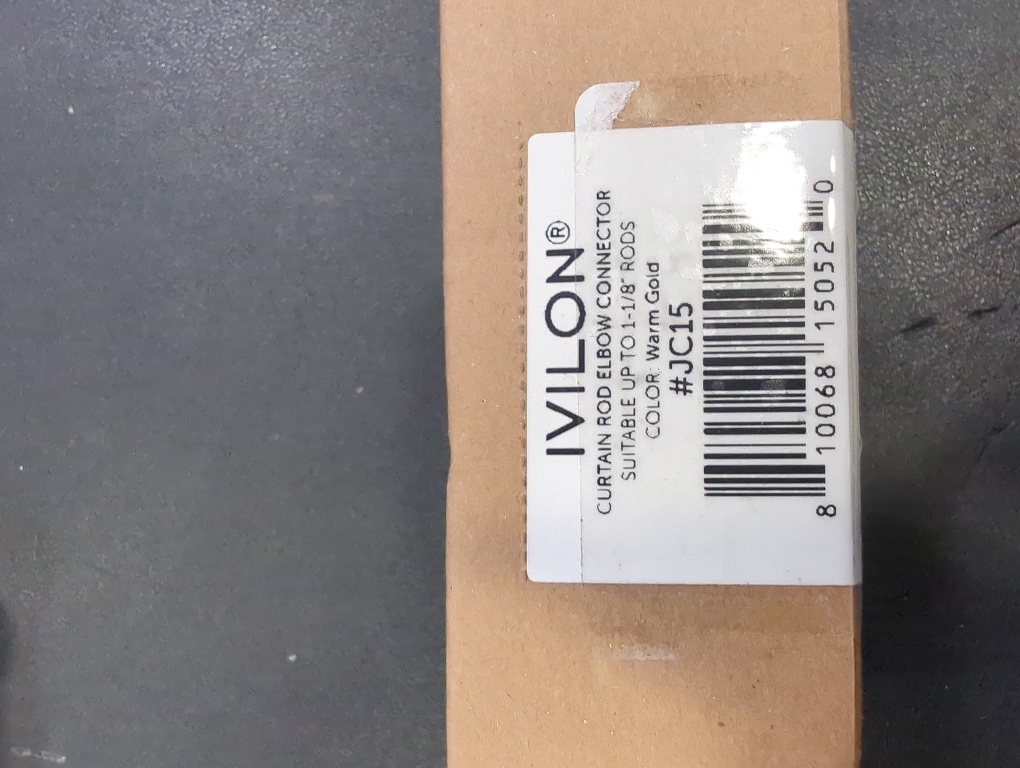 IVILON®
CURTAIN ROD ELBOW CONNECTOR
SUITABLE UP TO 1-1/8" RODS
COLOR: Warm Gold
#JC15
8 10068 15052 0